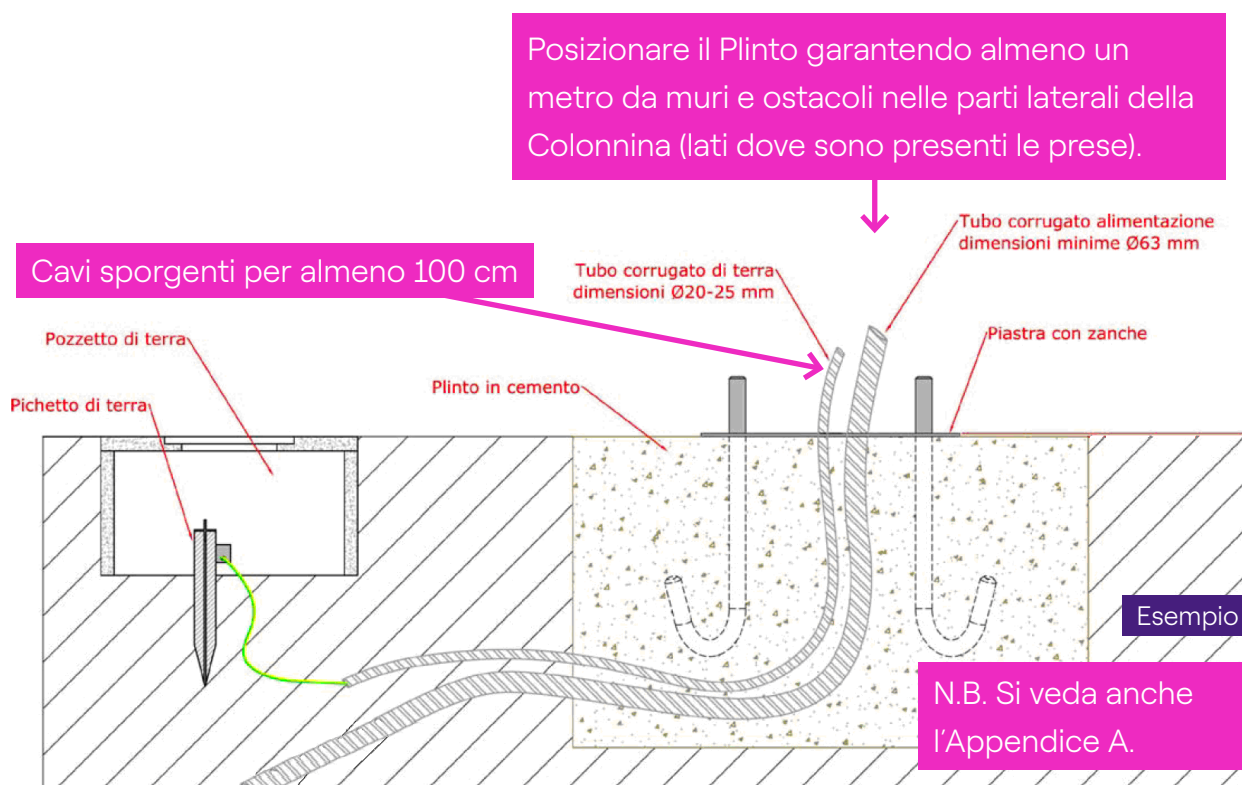 Posizionare il Plinto garantendo almeno un
metro da muri e ostacoli nelle parti laterali della
Colonnina (lati dove sono presenti le prese).
Tubo corrugato alimentazione
dimensioni minime Ø63 mm
Cavi sporgenti per almeno 100 cm
Tubo corrugato di terra
dimensioni Ø20-25 mm
Piastra con zanche
Pozzetto di terra
Plinto in cemento
Pichetto di terra
Esempio
N.B. Si veda anche
l’Appendice A.